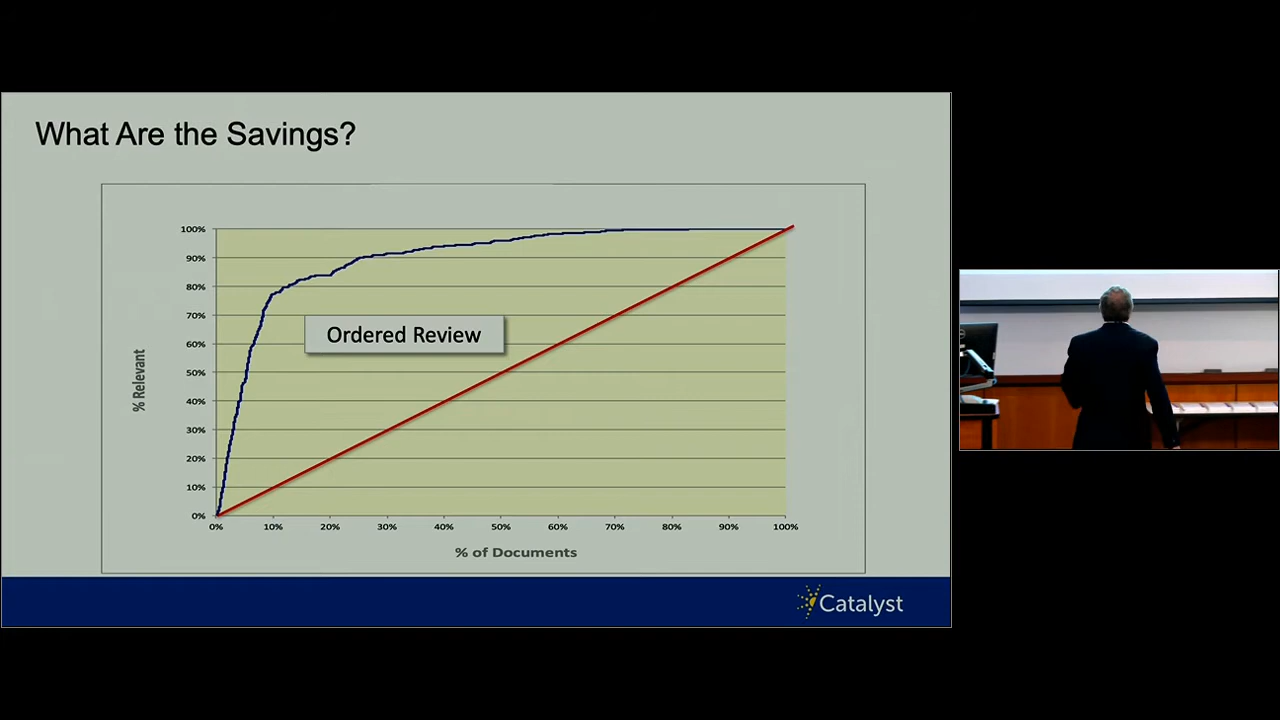 What Are the Savings?
100%
90%
80%
70%
60%
50%
40%
30%
20%
10%
0%
% Relevant
Ordered Review
0% 10% 20% 30% 40% 50% 60% 70% 80% 90% 100%
% of Documents
Catalyst